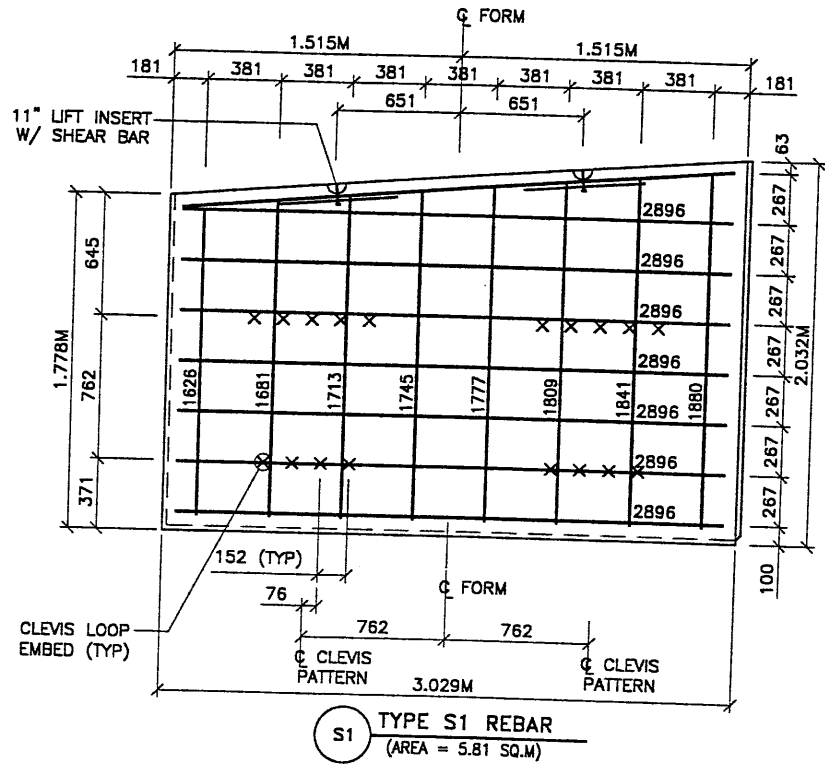 ℄ FORM
1.515M 1.515M
181 381 381 381 381 381 381 381 181
651 651
11" LIFT INSERT
W/ SHEAR BAR
63
267
267
267
267
267
267
267
100
2.032M
645
762
371
1.778M
2896
2896
2896
2896
2896
2896
2896
1626 1681 1713 1745 1777 1809 1841 1880
152 (TYP)
76
℄ FORM
762 762
CLEVIS LOOP
EMBED (TYP)
℄ CLEVIS
PATTERN
℄ CLEVIS
PATTERN
3.029M
S1
TYPE S1 REBAR
(AREA = 5.81 SQ.M)